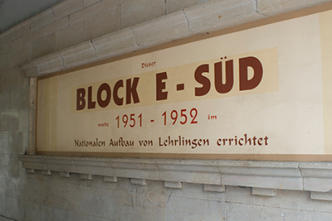 Dieser
BLOCK E - SÜD
wurde 1951 - 1952 im
Nationalen Aufbau von Lehrlingen errichtet